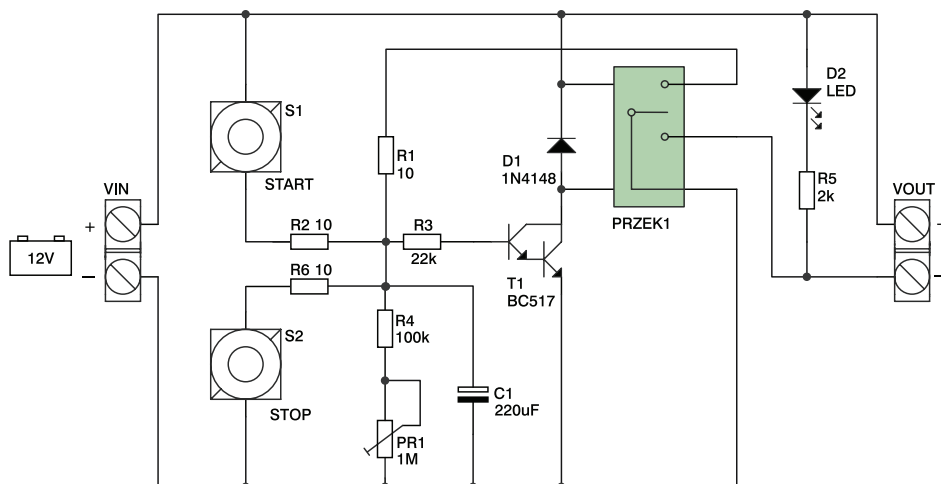 D2
LED
S1
R1
10
D1
1N4148
START
VIN
R5
2k
VOUT
PRZEK1
+
R2 10
R3
12V
22k
−
R6 10
T1
BC517
S2
R4
100k
C1
220uF
STOP
PR1
1M